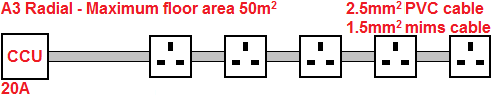 A3 Radial - Maximum floor area 50m²
2.5mm² PVC cable
1.5mm² mims cable
CCU
20A